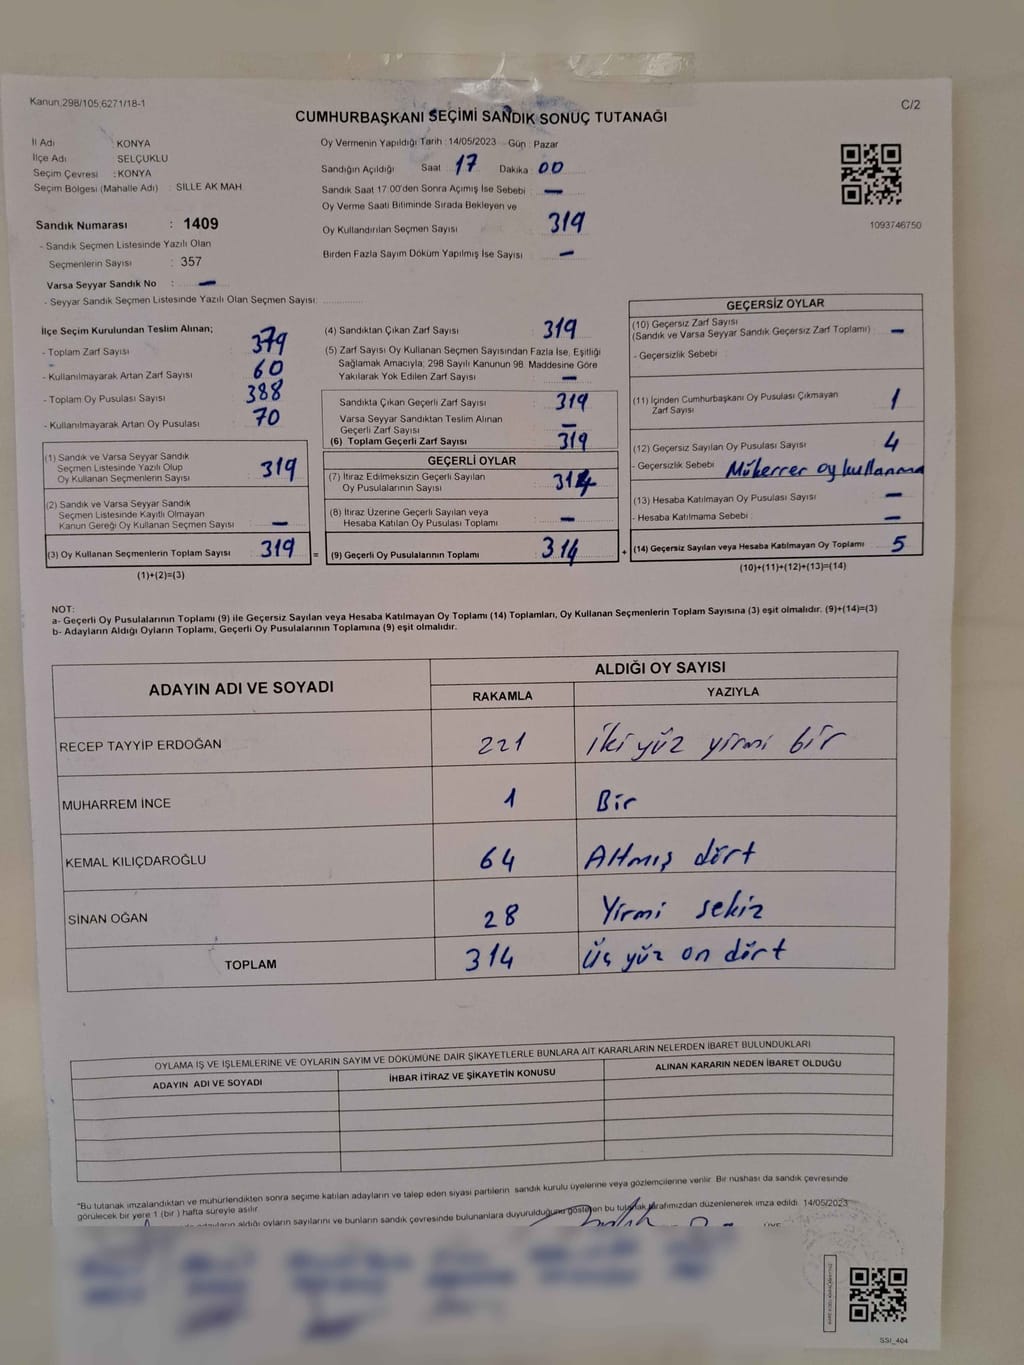 Kanun:298/105,6271/18-1
C/2
CUMHURBAŞKANI SEÇİMİ SANDIK SONUÇ TUTANAĞI
İl Adı : KONYA
İlçe Adı : SELÇUKLU
Seçim Çevresi : KONYA
Seçim Bölgesi (Mahalle Adı) : SİLLE AK MAH.
Sandık Numarası : 1409
- Sandık Seçmen Listesinde Yazılı Olan
Seçmenlerin Sayısı : 357
Varsa Seyyar Sandık No : —
- Seyyar Sandık Seçmen Listesinde Yazılı Olan Seçmen Sayısı:
Oy Vermenin Yapıldığı Tarih : 14/05/2023 Gün : Pazar
Sandığın Açıldığı Saat 17 Dakika 00
Sandık Saat 17:00'den Sonra Açımış İse Sebebi : —
Oy Verme Saati Bitiminde Sırada Bekleyen ve
Oy Kullandırılan Seçmen Sayısı 319
Birden Fazla Sayım Döküm Yapılmış İse Sayısı : —
1093746750
İlçe Seçim Kurulundan Teslim Alınan;
- Toplam Zarf Sayısı 379
- Kullanılmayarak Artan Zarf Sayısı 60
- Toplam Oy Pusulası Sayısı 388
- Kullanılmayarak Artan Oy Pusulası 70
(1) Sandık ve Varsa Seyyar Sandık
Seçmen Listesinde Yazılı Olup
Oy Kullanan Seçmenlerin Sayısı 319
(2) Sandık ve Varsa Seyyar Sandık
Seçmen Listesinde Kayıtlı Olmayan
Kanun Gereği Oy Kullanan Seçmen Sayısı —
(3) Oy Kullanan Seçmenlerin Toplam Sayısı 319 =
(1)+(2)=(3)
(4) Sandıktan Çıkan Zarf Sayısı 319
(5) Zarf Sayısı Oy Kullanan Seçmen Sayısından Fazla İse, Eşitliği
Sağlamak Amacıyla, 298 Sayılı Kanunun 98. Maddesine Göre
Yakılarak Yok Edilen Zarf Sayısı —
Sandıkta Çıkan Geçerli Zarf Sayısı 319
Varsa Seyyar Sandıktan Teslim Alınan
Geçerli Zarf Sayısı —
(6) Toplam Geçerli Zarf Sayısı 319
GEÇERLİ OYLAR
(7) İtiraz Edilmeksizin Geçerli Sayılan
Oy Pusulalarının Sayısı 314
(8) İtiraz Üzerine Geçerli Sayılan veya
Hesaba Katılan Oy Pusulası Toplamı —
(9) Geçerli Oy Pusulalarının Toplamı 314 +
GEÇERSİZ OYLAR
(10) Geçersiz Zarf Sayısı
(Sandık ve Varsa Seyyar Sandık Geçersiz Zarf Toplamı) —
- Geçersizlik Sebebi :
(11) İçinden Cumhurbaşkanı Oy Pusulası Çıkmayan
Zarf Sayısı 1
(12) Geçersiz Sayılan Oy Pusulası Sayısı 4
- Geçersizlik Sebebi Mükerrer oy kullanma
(13) Hesaba Katılmayan Oy Pusulası Sayısı —
- Hesaba Katılmama Sebebi : —
(14) Geçersiz Sayılan veya Hesaba Katılmayan Oy Toplamı 5
(10)+(11)+(12)+(13)=(14)
NOT:
a- Geçerli Oy Pusulalarının Toplamı (9) ile Geçersiz Sayılan veya Hesaba Katılmayan Oy Toplamı (14) Toplamları, Oy Kullanan Seçmenlerin Toplam Sayısına (3) eşit olmalıdır. (9)+(14)=(3)
b- Adayların Aldığı Oyların Toplamı, Geçerli Oy Pusulalarının Toplamına (9) eşit olmalıdır.
ADAYIN ADI VE SOYADI
ALDIĞI OY SAYISI
RAKAMLA YAZIYLA
RECEP TAYYİP ERDOĞAN 221 iki yüz yirmi bir
MUHARREM İNCE 1 Bir
KEMAL KILIÇDAROĞLU 64 Altmış dört
SİNAN OĞAN 28 Yirmi sekiz
TOPLAM 314 Üç yüz on dört
OYLAMA İŞ VE İŞLEMLERİNE VE OYLARIN SAYIM VE DÖKÜMÜNE DAİR ŞİKAYETLERLE BUNLARA AİT KARARLARIN NELERDEN İBARET BULUNDUKLARI
ADAYIN ADI VE SOYADI İHBAR İTİRAZ VE ŞİKAYETİN KONUSU ALINAN KARARIN NEDEN İBARET OLDUĞU
"Bu tutanak imzalandıktan ve mühürlendikten sonra seçime katılan adayların ve talep eden siyasi partilerin sandık kurulu üyelerine veya gözlemcilerine verilir. Bir nüshası da sandık çevresinde
görülecek bir yere 1 (bir) hafta süreyle asılır.
aldığı oyların sayılarını ve bunların sandık çevresinde bulunanlara duyurulduğunu gösteren bu tutanak tarafımızdan düzenlenerek imza edildi. 14/05/2023
SSI_404